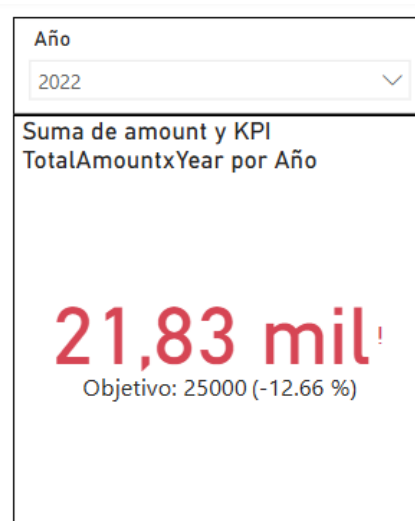 Año
2022
Suma de amount y KPI
TotalAmountxYear por Año
21,83 mil!
Objetivo: 25000 (-12.66 %)